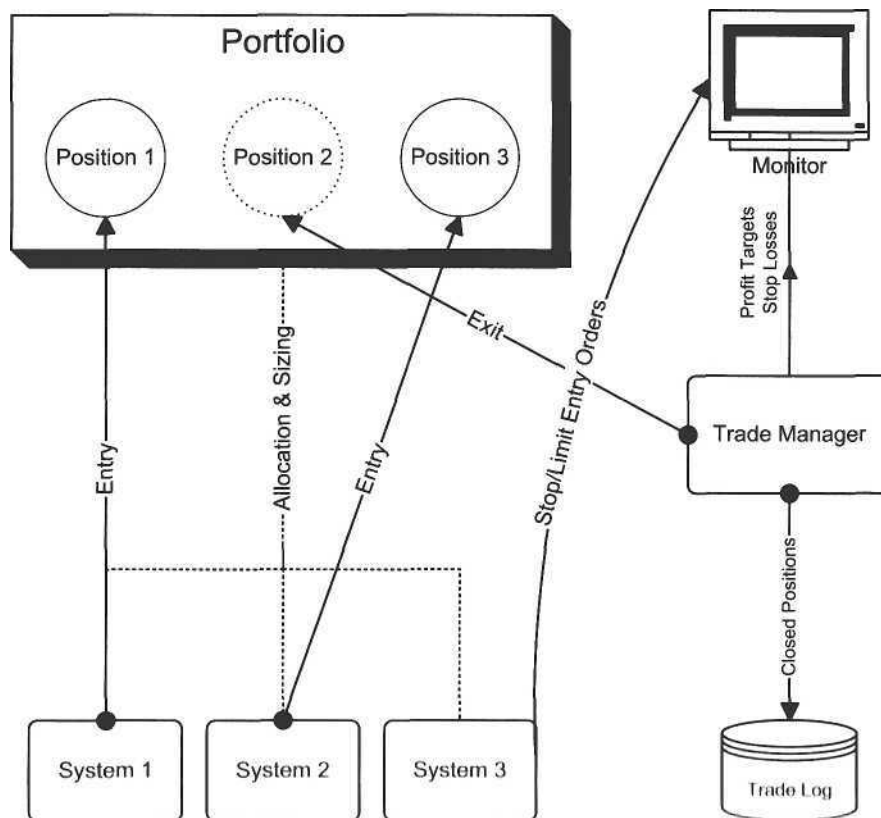 Portfolio
Position 1
Position 2
Position 3
Monitor
Profit Targets
Stop Losses
Exit
Stop/Limit Entry Orders
Allocation & Sizing
Entry
Entry
Trade Manager
Closed Positions
System 1
System 2
System 3
Trade Log